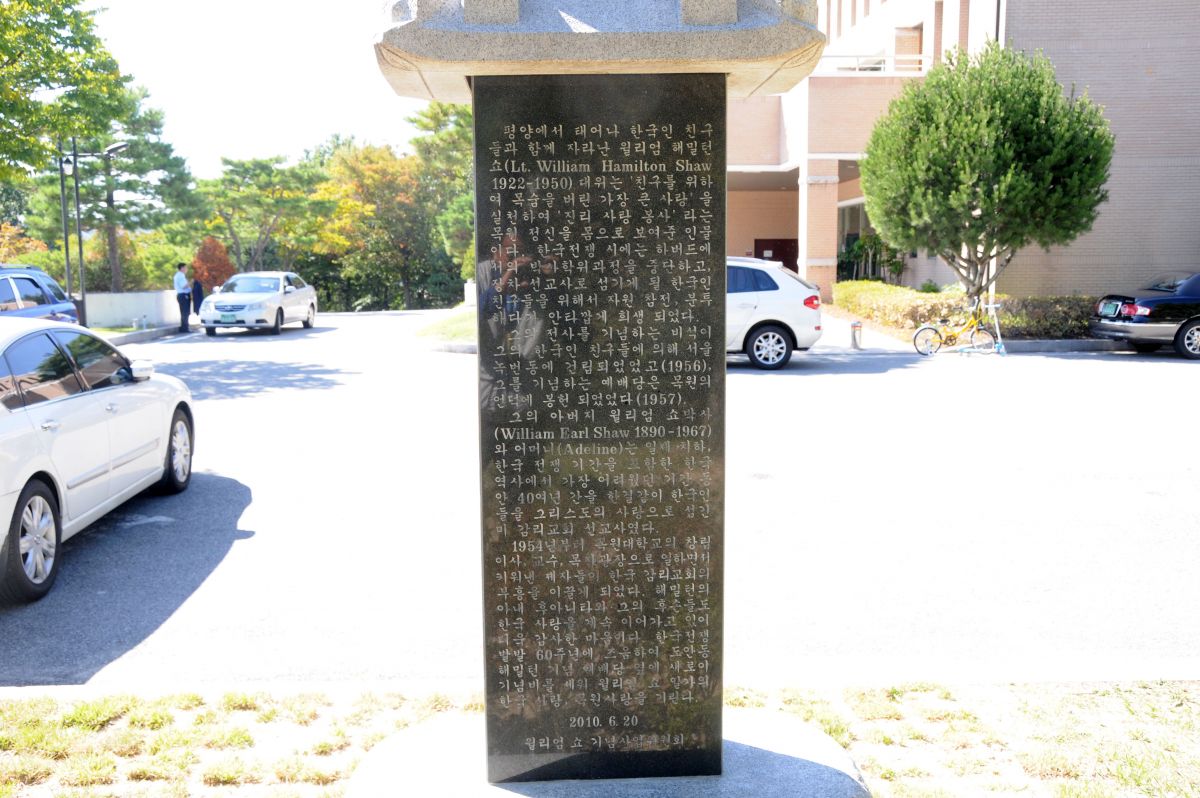 평양에서 태어나 한국인 친구
들과 함께 자라난 윌리엄 해밀턴
쇼(Lt. William Hamilton Shaw
1922-1950) 대위는 '친구를 위하
여 목숨을 버린 가장 큰 사랑'을
실천하여 '진리 사랑 봉사' 라는
목원 정신을 몸으로 보여준 인물
이다. 한국전쟁 시에는 하버드에
서의 박사학위과정을 중단하고,
장차 선교사로 섬기게 될 한국인
친구들을 위해서 자원 참전, 분투
하다가 안타깝게 희생 되었다.
그의 전사를 기념하는 비석이
그의 한국인 친구들에 의해 서울
녹번동에 건립되었었고(1956),
그를 기념하는 예배당은 목원의
언덕에 봉헌 되었었다(1957).
그의 아버지 윌리엄 쇼박사
(William Earl Shaw 1890-1967)
와 어머니(Adeline)는 일제 치하,
한국 전쟁 기간을 포함한 한국
역사에서 가장 어려웠던 기간 동
안 40여년 간을 한결같이 한국인
들을 그리스도의 사랑으로 섬긴
미 감리교회 선교사였다.
1954년부터 목원대학교의 창립
이사, 교수, 목자관장으로 일하면서
키워낸 제자들이 한국 감리교회의
부흥을 이끌게 되었다. 해밀턴의
아내 후아니타와 그의 후손들도
한국 사랑을 계속 이어가고 있어
더욱 감사한 마음이다. 한국전쟁
발발 60주년에 즈음하여 도안동
해밀턴 기념 예배당 옆에 새로이
기념비를 세워 윌리엄 쇼 일가의
한국 사랑, 목원사랑을 기린다.
2010. 6. 20
윌리엄 쇼 기념사업위원회